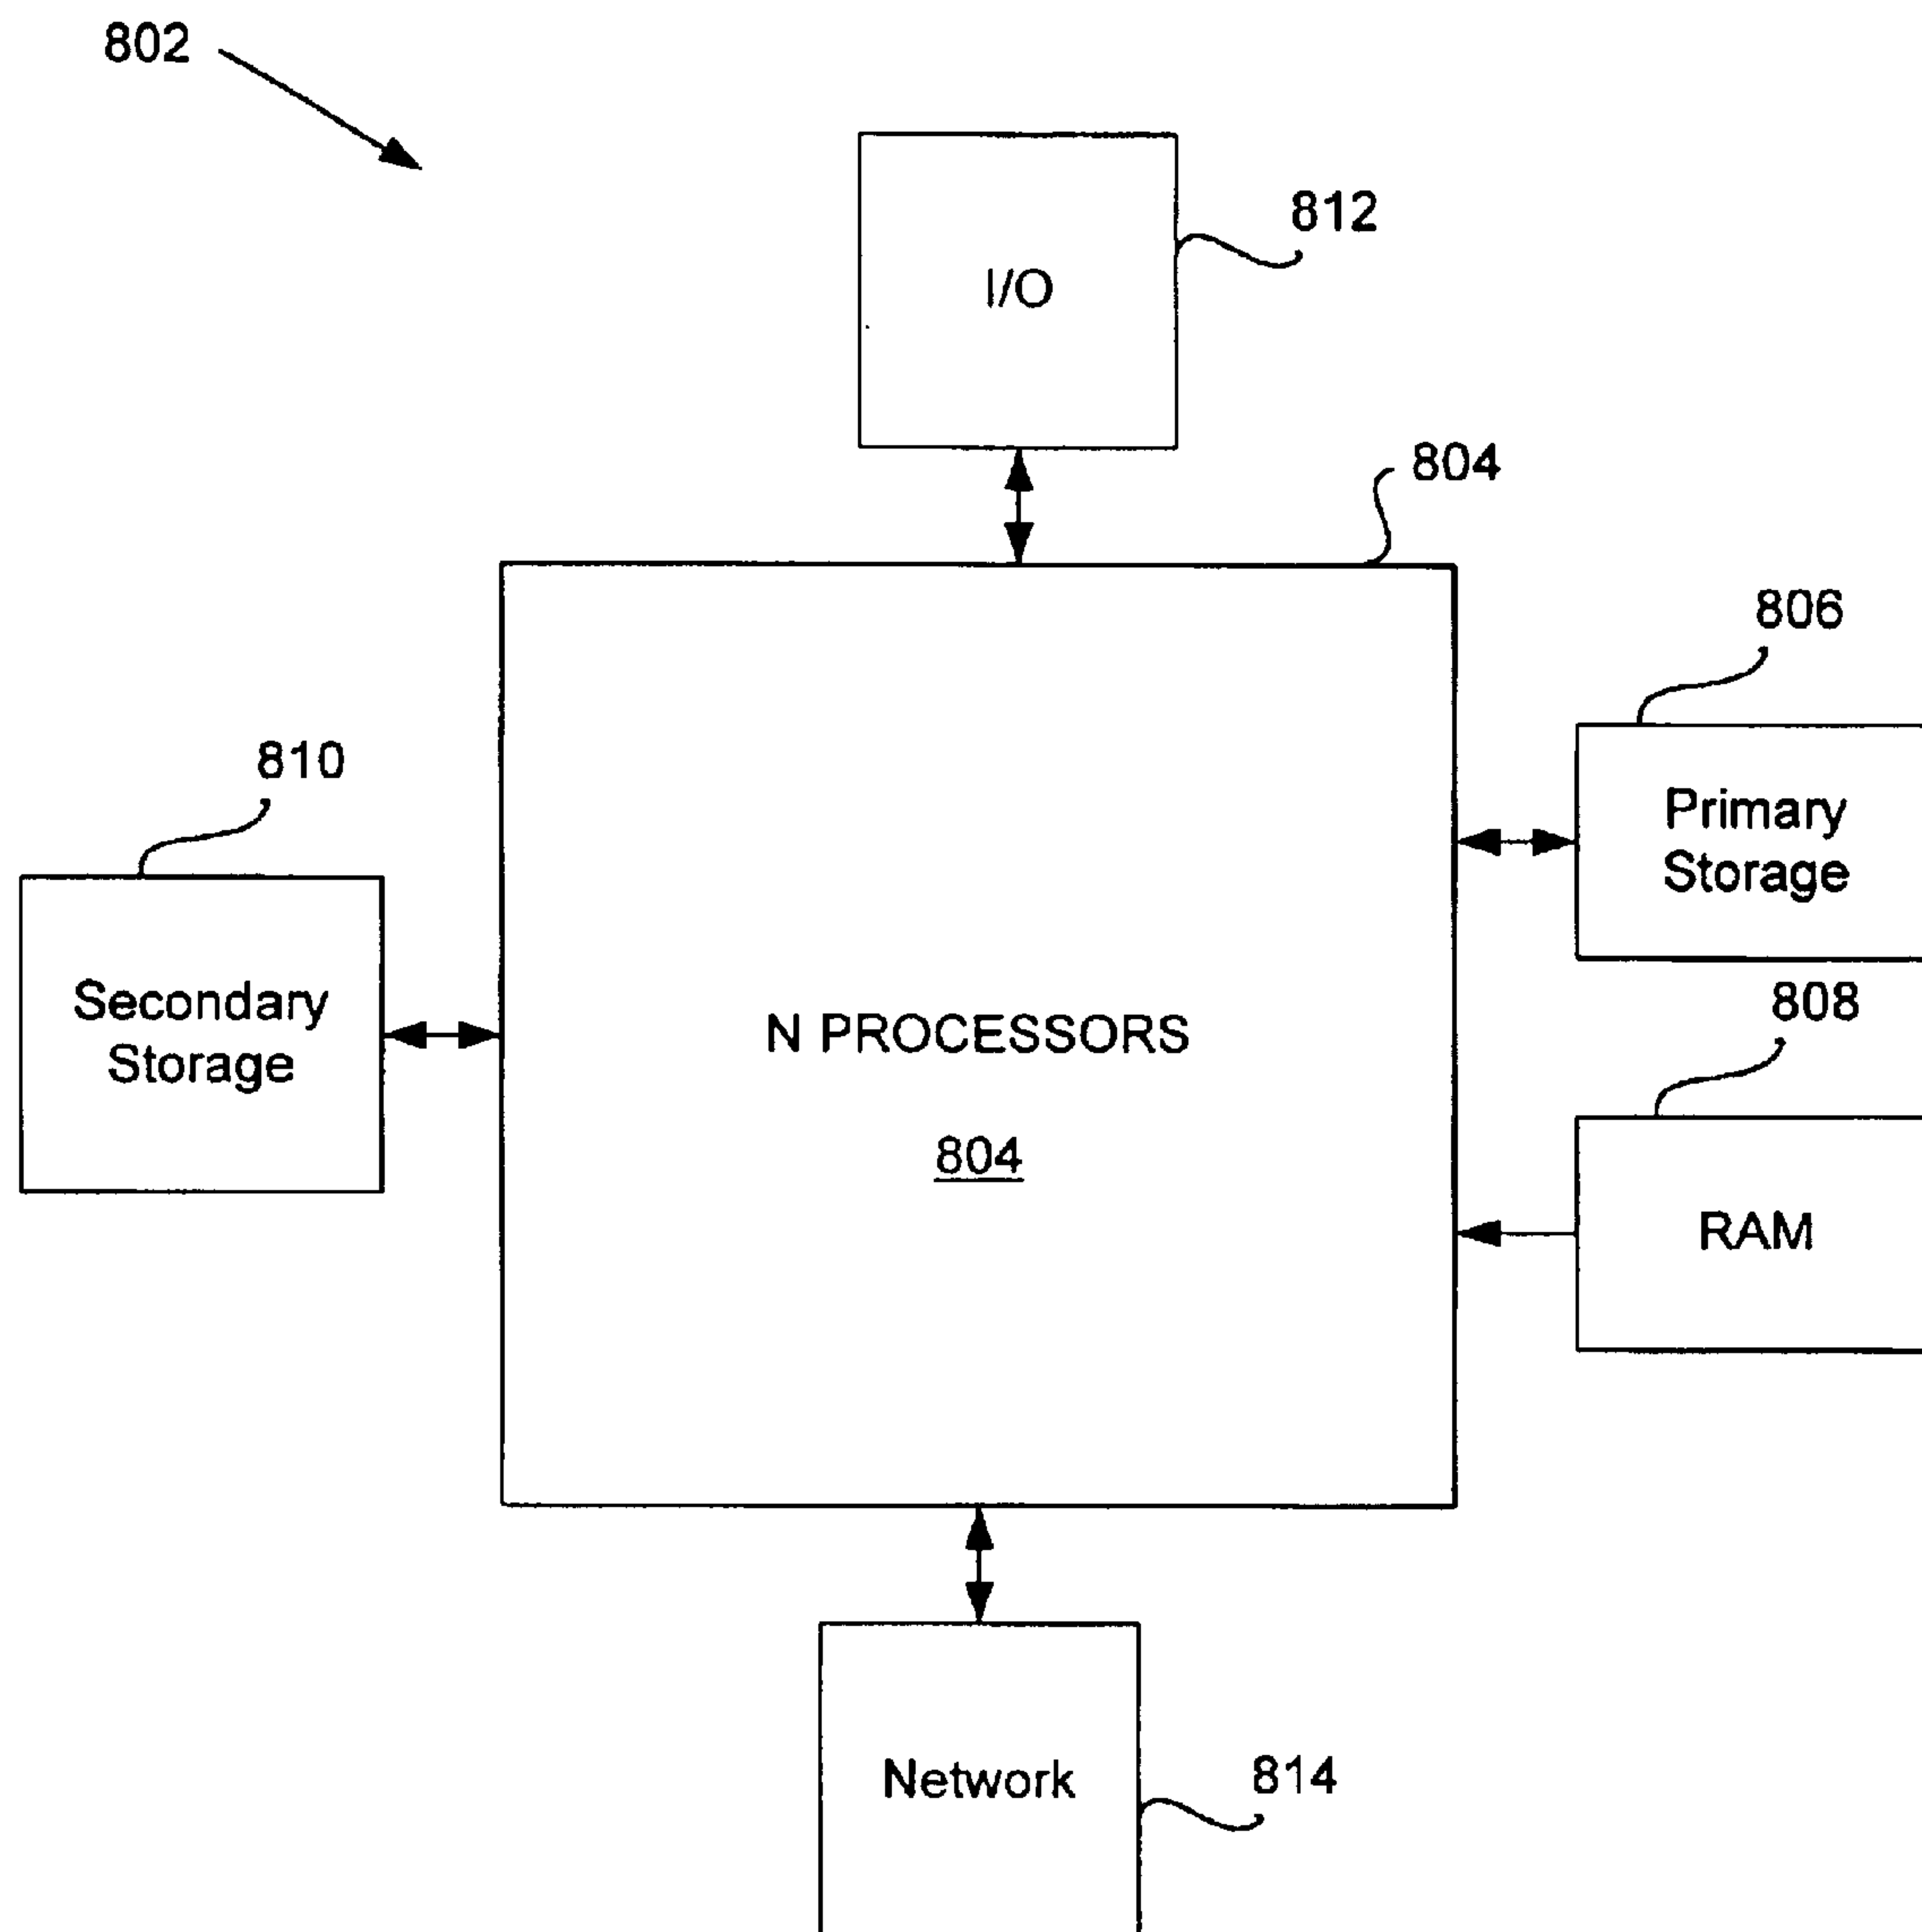 802
812
I/O
804
806
Primary
Storage
810
Secondary
Storage
808
N PROCESSORS
804
RAM
Network
814